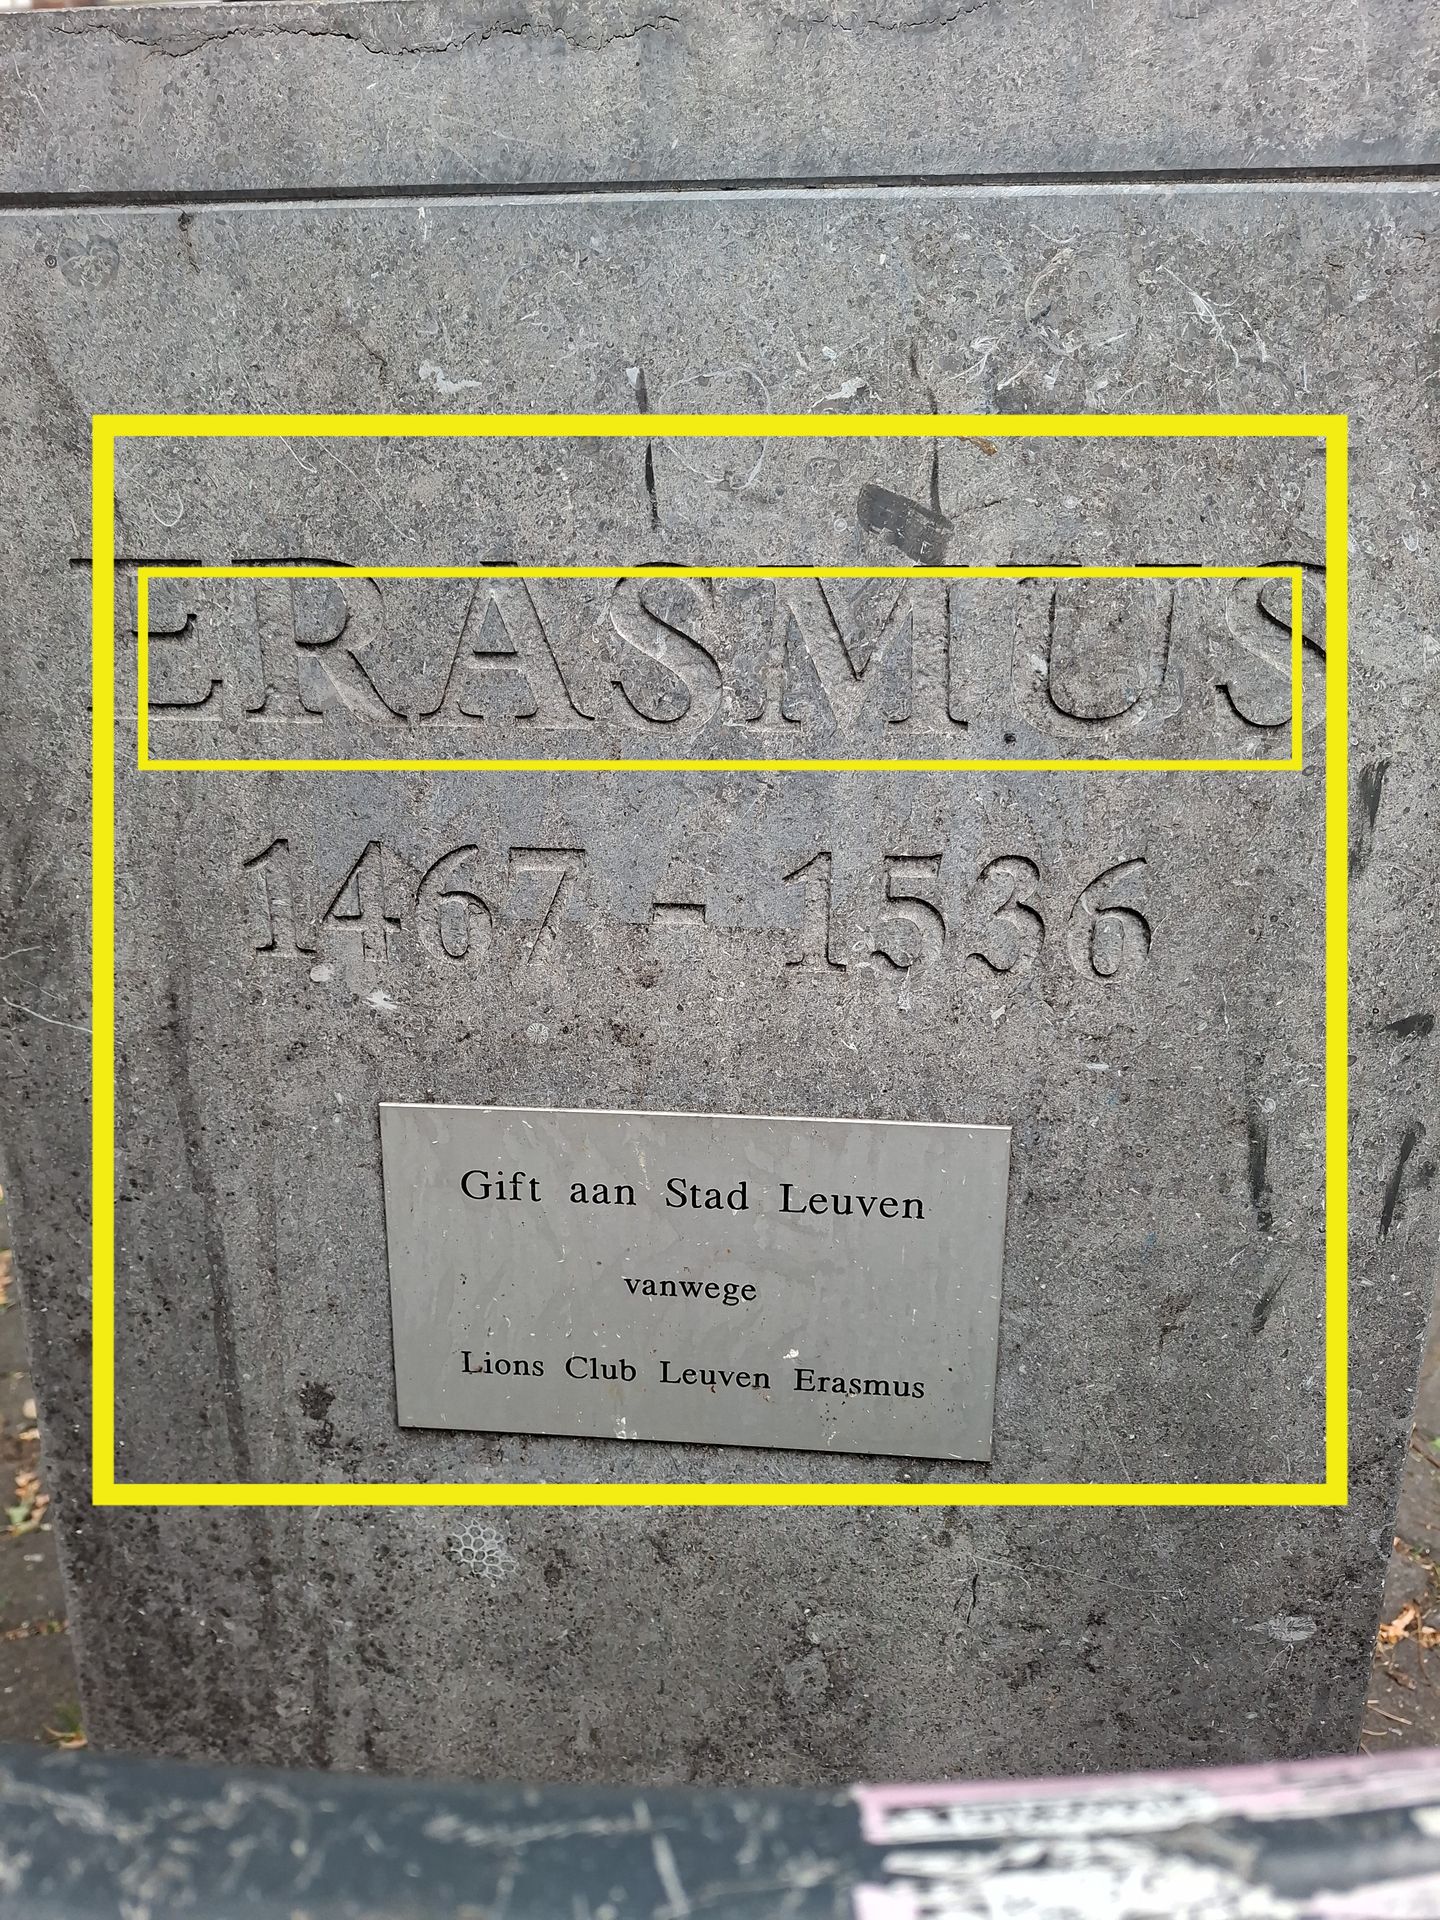 ERASMUS
1467 - 1536
Gift aan Stad Leuven
vanwege
Lions Club Leuven Erasmus